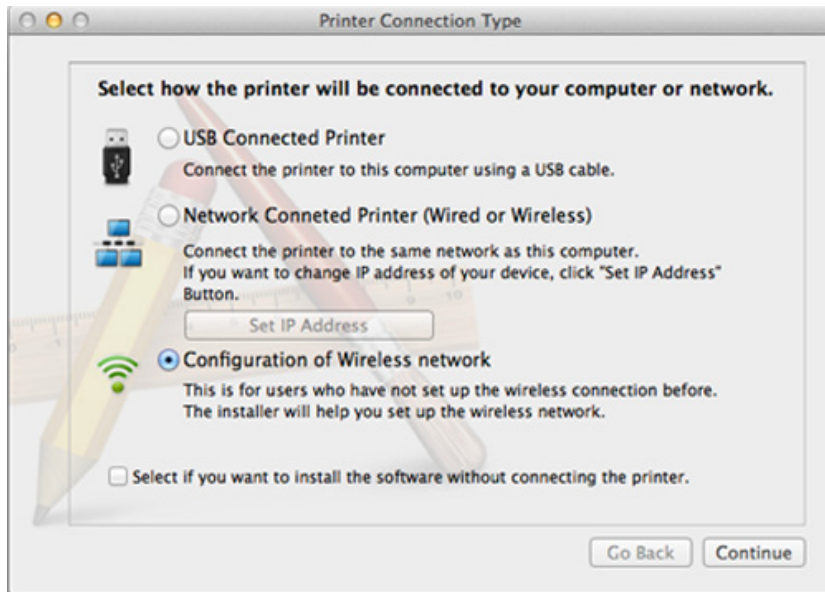 Printer Connection Type
Select how the printer will be connected to your computer or network.
USB Connected Printer
Connect the printer to this computer using a USB cable.
Network Conneted Printer (Wired or Wireless)
Connect the printer to the same network as this computer.
If you want to change IP address of your device, click "Set IP Address"
Button.
Set IP Address
Configuration of Wireless network
This is for users who have not set up the wireless connection before.
The installer will help you set up the wireless network.
Select if you want to install the software without connecting the printer.
Go Back Continue